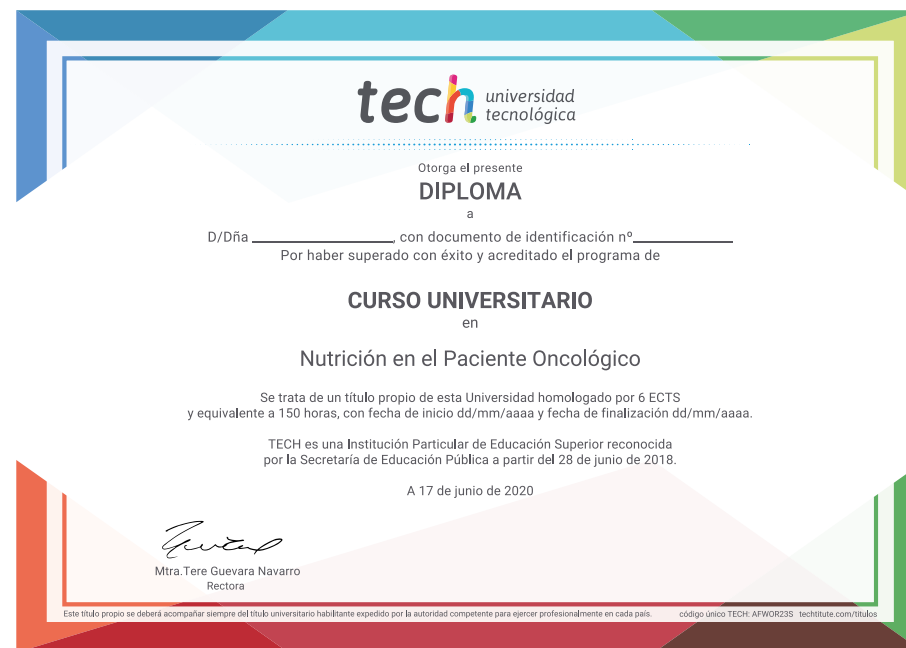 tech universidad
tecnológica
Otorga el presente
DIPLOMA
a
D/Dña ____________________, con documento de identificación nº______________
Por haber superado con éxito y acreditado el programa de
CURSO UNIVERSITARIO
en
Nutrición en el Paciente Oncológico
Se trata de un título propio de esta Universidad homologado por 6 ECTS
y equivalente a 150 horas, con fecha de inicio dd/mm/aaaa y fecha de finalización dd/mm/aaaa.
TECH es una Institución Particular de Educación Superior reconocida
por la Secretaría de Educación Pública a partir del 28 de junio de 2018.
A 17 de junio de 2020
Mtra.Tere Guevara Navarro
Rectora
Este título propio se deberá acompañar siempre del título universitario habilitante expedido por la autoridad competente para ejercer profesionalmente en cada país. código único TECH: AFWOR23S techtitute.com/titulos